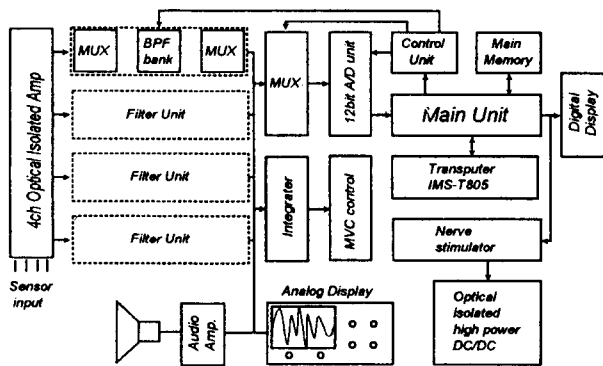 4ch Optical Isolated Amp
Sensor
input
MUX
BPF
bank
MUX
Filter Unit
Filter Unit
Filter Unit
MUX
12bit A/D unit
Control
Unit
Main
Memory
Main Unit
Digital Display
Transputer
IMS-T805
Integrater
MVC control
Nerve
stimulator
Optical
isolated
high power
DC/DC
Audio
Amp.
Analog Display